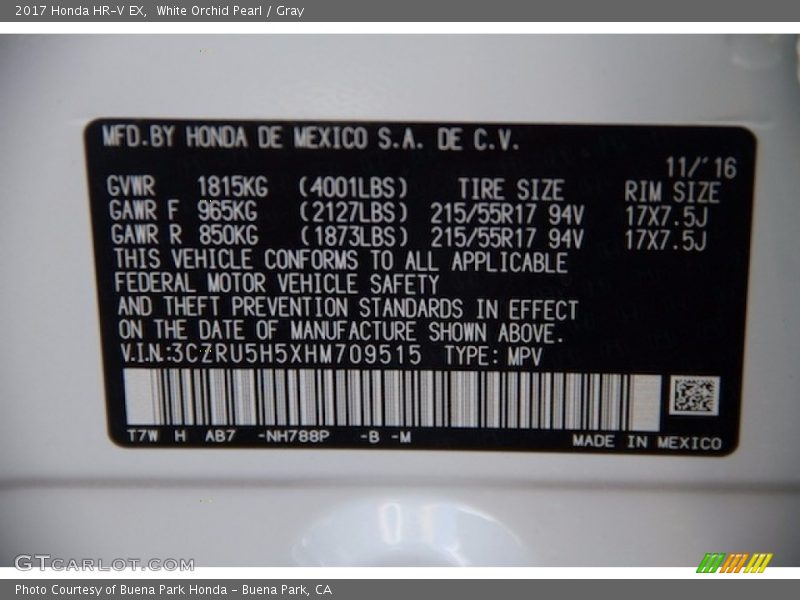 2017 Honda HR-V EX, White Orchid Pearl / Gray
MFD.BY HONDA DE MEXICO S.A. DE C.V.
11/'16
GVWR 1815KG (4001LBS) TIRE SIZE RIM SIZE
GAWR F 965KG (2127LBS) 215/55R17 94V 17X7.5J
GAWR R 850KG (1873LBS) 215/55R17 94V 17X7.5J
THIS VEHICLE CONFORMS TO ALL APPLICABLE
FEDERAL MOTOR VEHICLE SAFETY
AND THEFT PREVENTION STANDARDS IN EFFECT
ON THE DATE OF MANUFACTURE SHOWN ABOVE.
V.I.N.:3CZRU5H5XHM709515 TYPE: MPV
T7W H AB7 -NH788P -B -M
MADE IN MEXICO
GTCARLOT.COM
Photo Courtesy of Buena Park Honda - Buena Park, CA